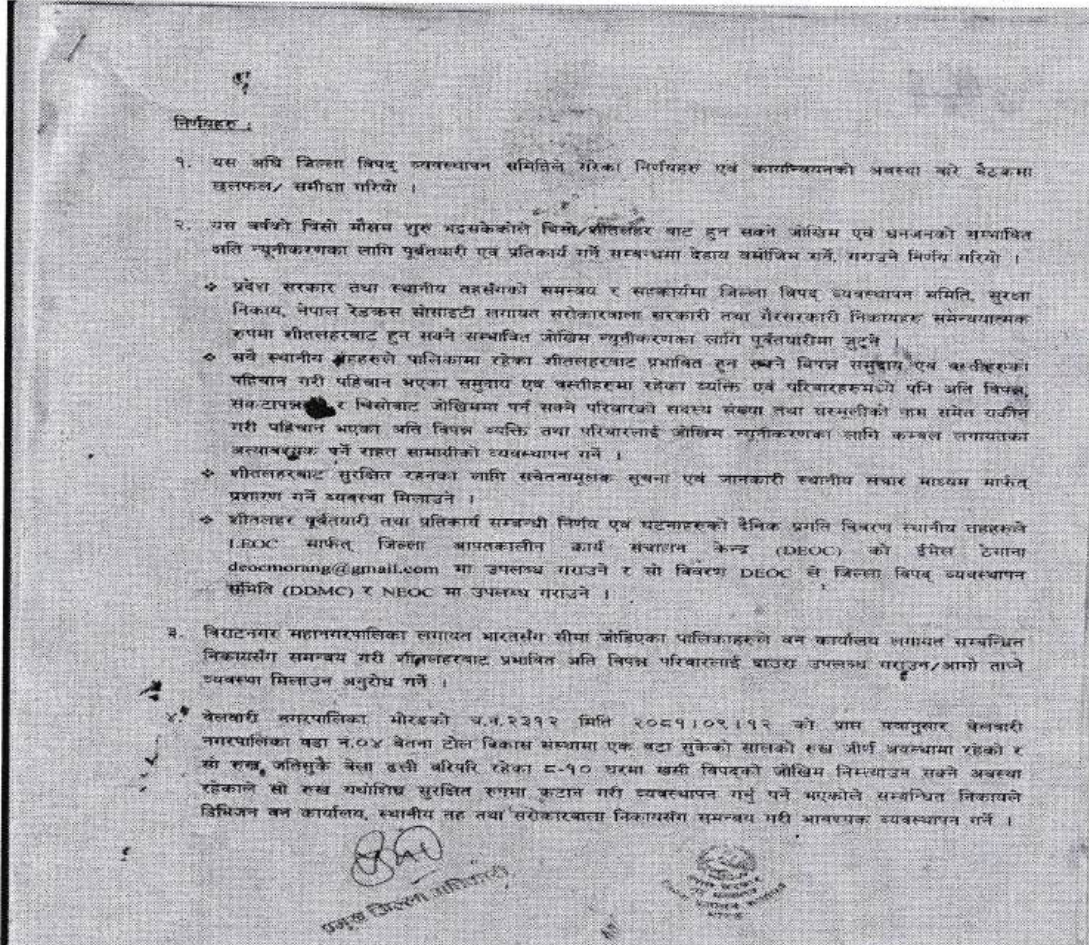 निर्णयहरु :
१. यस अघि जिल्ला विपद् व्यवस्थापन समितिले गरेका निर्णयहरु एवं कार्यान्वयनको अवस्था बारे बैठकमा
छलफल/ समीक्षा गरियो ।
२. यस वर्षको चिसो मौसम शुरु भइसकेकोले चिसो/शीतलहर बाट हुन सक्ने जोखिम एवं धनजनको सम्भावित
क्षति न्यूनीकरणका लागि पूर्वतयारी एवं प्रतिकार्य गर्ने सम्बन्धमा देहाय बमोजिम गर्ने, गराउने निर्णय गरियो ।
❖ प्रदेश सरकार तथा स्थानीय तहसँगको समन्वय र सहकार्यमा जिल्ला विपद् व्यवस्थापन समिति, सुरक्षा
निकाय, नेपाल रेडक्रस सोसाइटी लगायत सरोकारवाला सरकारी तथा गैरसरकारी निकायहरु समन्वयात्मक
रुपमा शीतलहरबाट हुन सक्ने सम्भावित जोखिम न्यूनीकरणका लागि पूर्वतयारीमा जुट्ने ।
❖ सबै स्थानीय तहहरुले पालिकामा रहेका शीतलहरबाट प्रभावित हुन सक्ने विपन्न समुदाय एवं वस्तीहरुको
पहिचान गरी पहिचान भएका समुदाय एवं वस्तीहरुमा रहेका व्यक्ति एवं परिवारहरुमध्ये पनि अति विपन्न,
संकटापन्न र चिसोबाट जोखिममा पर्न सक्ने परिवारको सदस्य संख्या तथा घरमुलीको नाम समेत यकीन
गरी पहिचान भएका अति विपन्न व्यक्ति तथा परिवारलाई जोखिम न्यूनीकरणका लागि कम्बल लगायतका
अत्यावश्यक पर्ने राहत सामाग्रीको व्यवस्थापन गर्ने ।
❖ शीतलहरबाट सुरक्षित रहनका लागि सचेतनामुलक सुचना एवं जानकारी स्थानीय संचार माध्यम मार्फत्
प्रशारण गर्ने व्यवस्था मिलाउने ।
❖ शीतलहर पूर्वतयारी तथा प्रतिकार्य सम्बन्धी निर्णय एवं घटनाहरुको दैनिक प्रगति विवरण स्थानीय तहहरुले
LEOC मार्फत् जिल्ला आपतकालीन कार्य संचालन केन्द्र (DEOC) को ईमेल ठेगाना
deocmorang@gmail.com मा उपलब्ध गराउने र सो विवरण DEOC ले जिल्ला विपद् व्यवस्थापन
समिति (DDMC) र NEOC मा उपलब्ध गराउने ।
३. विराटनगर महानगरपालिका लगायत भारतसँग सीमा जोडिएका पालिकाहरुले वन कार्यालय लगायत सम्बन्धित
निकायसँग समन्वय गरी शीतलहरबाट प्रभावित अति विपन्न परिवारलाई दाउरा उपलब्ध गराउन/आगो ताप्ने
व्यवस्था मिलाउन अनुरोध गर्ने ।
४. बेलवारी नगरपालिका, मोरङको च.नं.२३१२ मिति २०८१।०९।१२ को प्राप्त पत्रानुसार बेलवारी
नगरपालिका वडा नं.०४ बेतना टोल विकास संस्थामा एक वटा सुकेको सालको रुख जीर्ण अवस्थामा रहेको र
सो रुख जतिसुकै बेला ढली वरिपरि रहेका ८-१० घरमा खसी विपदको जोखिम निम्त्याउन सक्ने अवस्था
रहेकाले सो रुख यथाशिघ्र सुरक्षित रुपमा कटान गरी व्यवस्थापन गर्नु पर्ने भएकोले सम्बन्धित निकायले
डिभिजन वन कार्यालय, स्थानीय तह तथा सरोकारवाला निकायसँग समन्वय गरी आवश्यक व्यवस्थापन गर्ने ।
प्रमुख जिल्ला अधिकारी